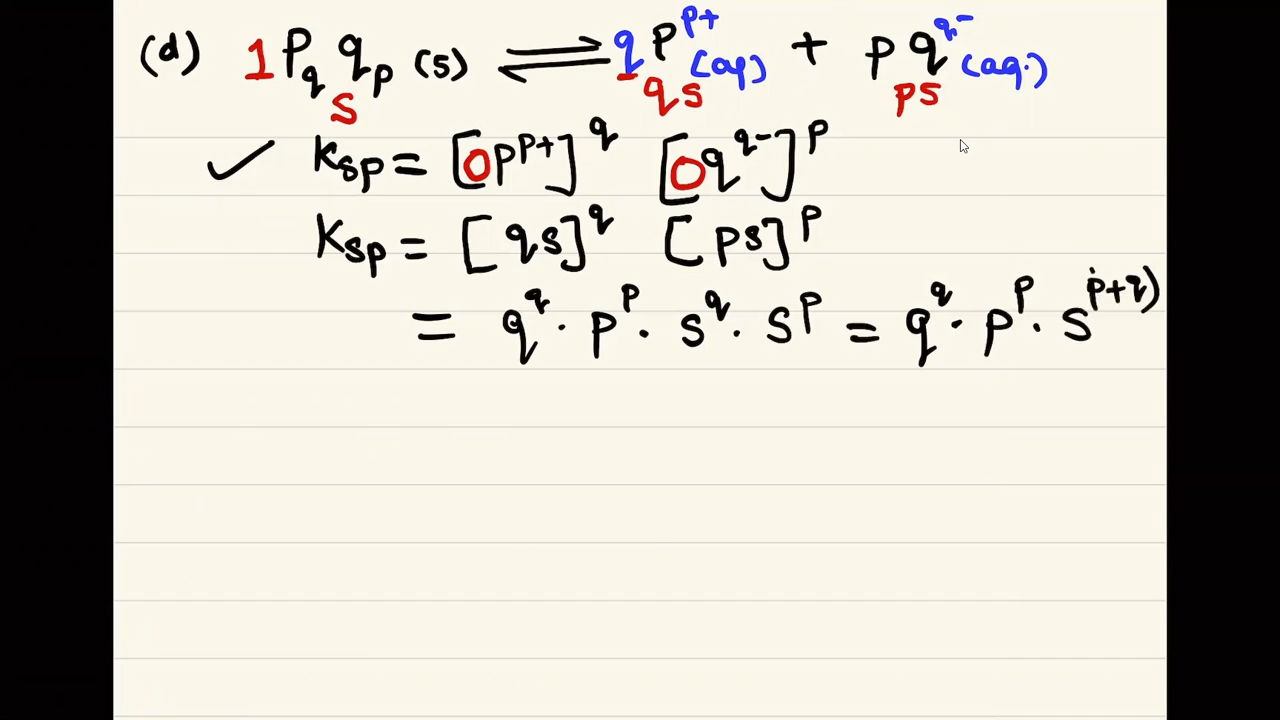 (d) 1 P_q q_p (s) ⇌ q P^{p+} (aq) + p q^{q-} (aq.)
s qs ps
✓ Ksp = [0 p^{p+}]^q [0 q^{q-}]^p
Ksp = [qs]^q [ps]^p
= q^q · p^p · s^q · s^p = q^q · p^p · s^{p+q)}